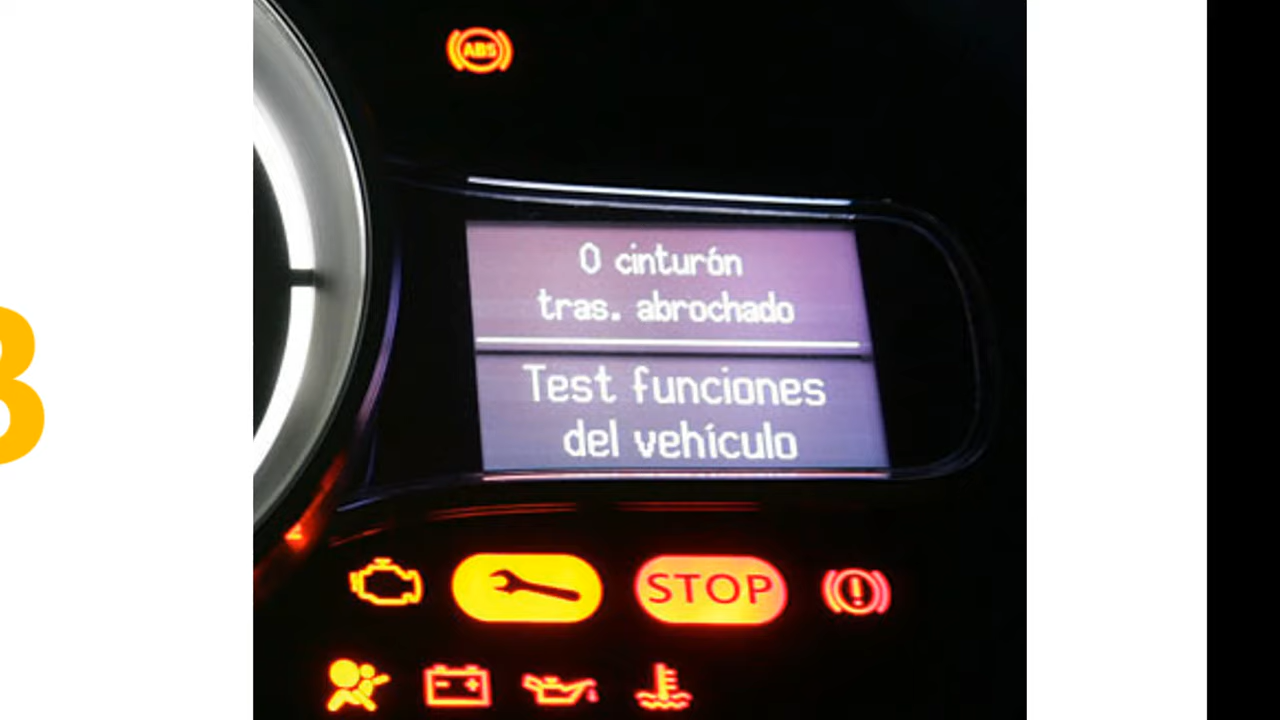 ABS
0 cinturón
tras. abrochado
Test funciones
del vehículo
STOP